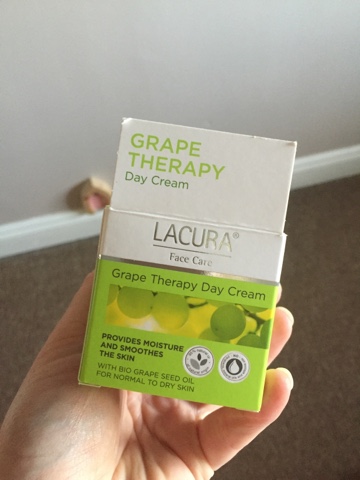 GRAPE
THERAPY
Day Cream
LACURA®
Face Care
Grape Therapy Day Cream
PROVIDES MOISTURE
AND SMOOTHES
THE SKIN
WITH BIO GRAPE SEED OIL
FOR NORMAL TO DRY SKIN